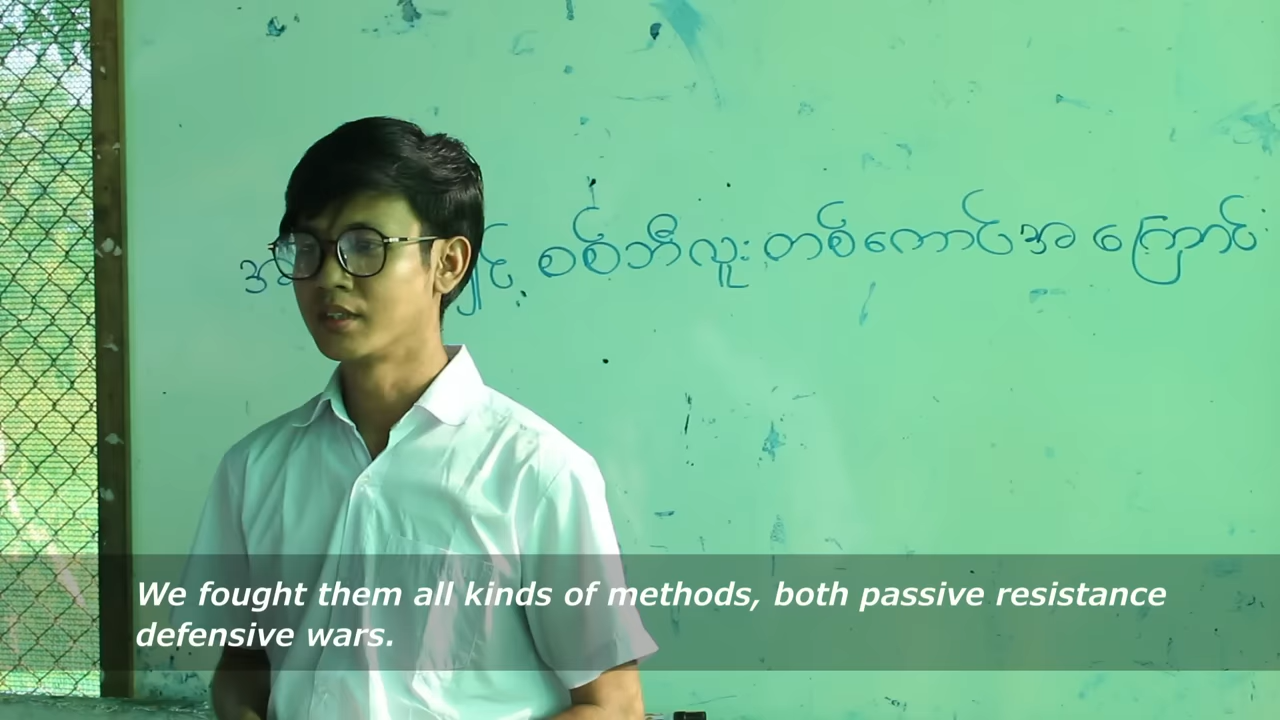 စစ်ဘီလူး တစ်ကောင်အ ကြောင်း
We fought them all kinds of methods, both passive resistance
defensive wars.